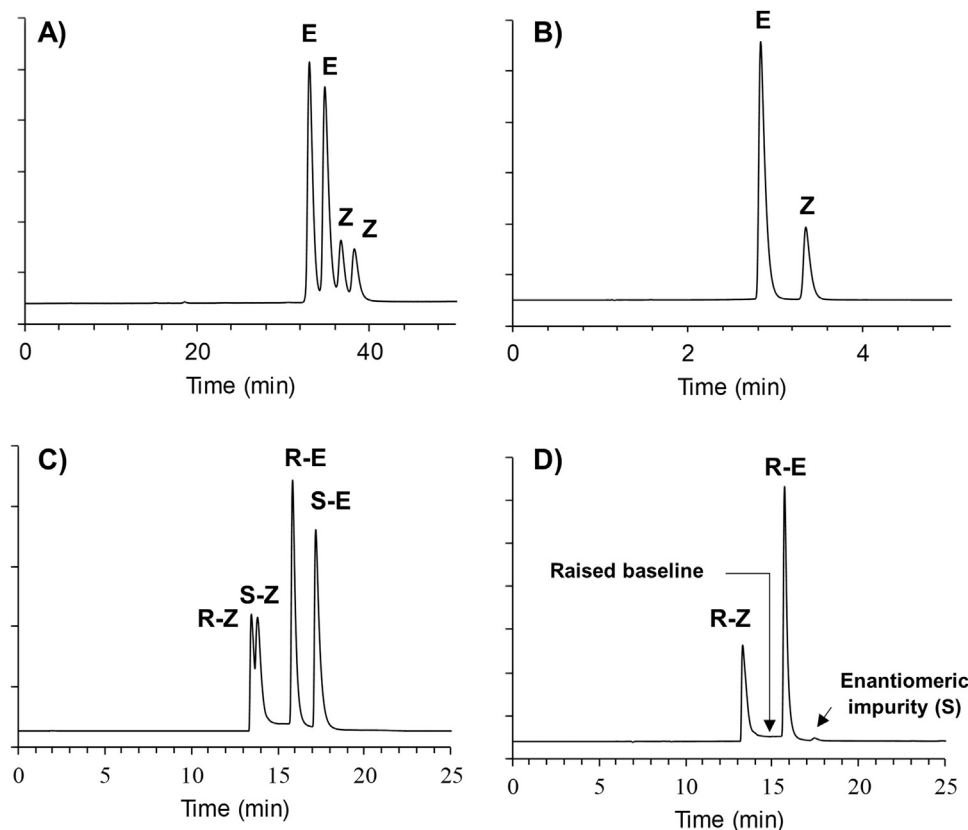 A)
E
E
Z
Z
0
20
40
Time (min)
B)
E
Z
0
2
4
Time (min)
C)
R-E
S-E
S-Z
R-Z
0
5
10
15
20
25
Time (min)
D)
R-E
Raised baseline
R-Z
Enantiomeric
impurity (S)
0
5
10
15
20
25
Time (min)